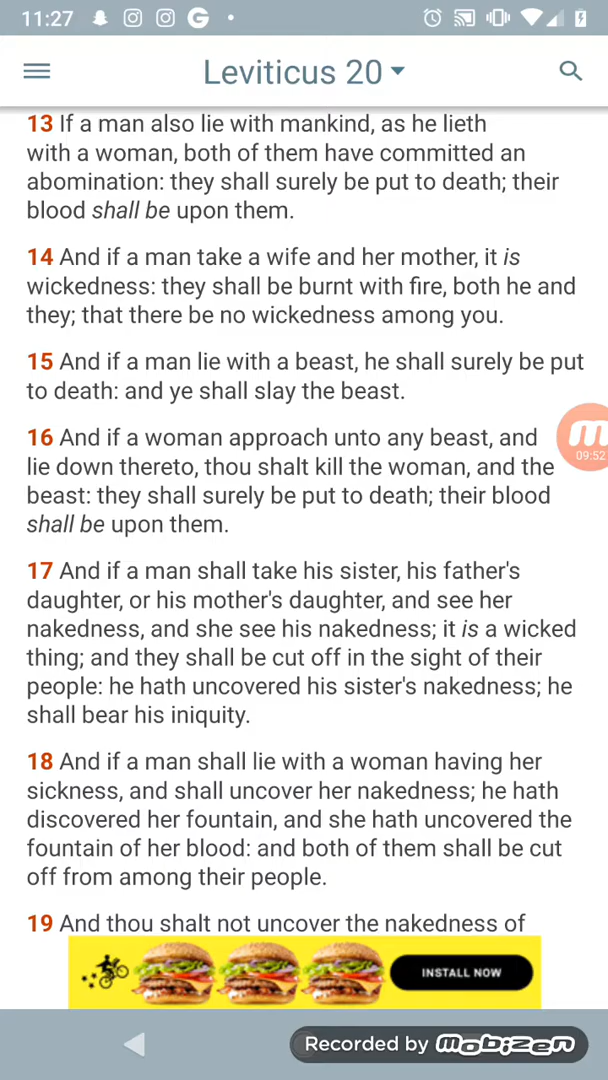 11:27
Leviticus 20
13 If a man also lie with mankind, as he lieth
with a woman, both of them have committed an
abomination: they shall surely be put to death; their
blood shall be upon them.
14 And if a man take a wife and her mother, it is
wickedness: they shall be burnt with fire, both he and
they; that there be no wickedness among you.
15 And if a man lie with a beast, he shall surely be put
to death: and ye shall slay the beast.
16 And if a woman approach unto any beast, and
lie down thereto, thou shalt kill the woman, and the
beast: they shall surely be put to death; their blood
shall be upon them.
09:52
17 And if a man shall take his sister, his father's
daughter, or his mother's daughter, and see her
nakedness, and she see his nakedness; it is a wicked
thing; and they shall be cut off in the sight of their
people: he hath uncovered his sister's nakedness; he
shall bear his iniquity.
18 And if a man shall lie with a woman having her
sickness, and shall uncover her nakedness; he hath
discovered her fountain, and she hath uncovered the
fountain of her blood: and both of them shall be cut
off from among their people.
19 And thou shalt not uncover the nakedness of
INSTALL NOW
Recorded by mobizen